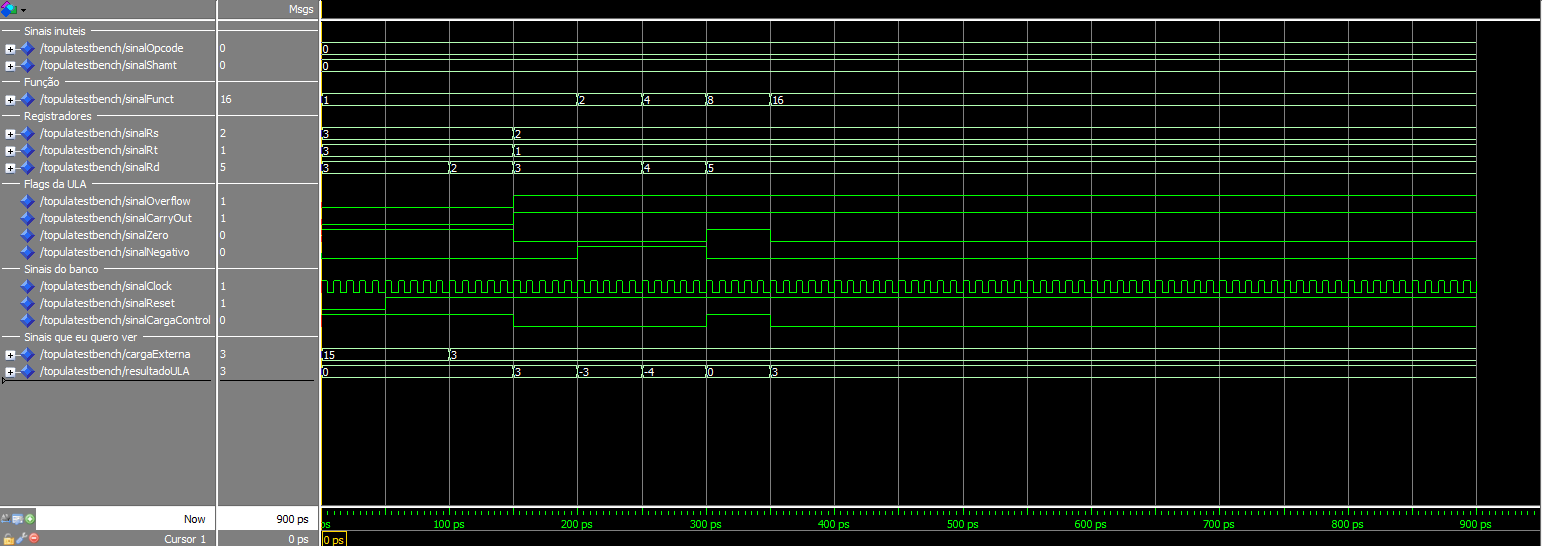 Msgs
Sinais inuteis
/topulatestbench/sinalOpcode 0 0
/topulatestbench/sinalShamt 0 0
Função
/topulatestbench/sinalFunct 16 1 2 4 8 16
Registradores
/topulatestbench/sinalRs 2 3 2
/topulatestbench/sinalRt 1 3 1
/topulatestbench/sinalRd 5 3 2 3 4 5
Flags da ULA
/topulatestbench/sinalOverflow 1
/topulatestbench/sinalCarryOut 1
/topulatestbench/sinalZero 0
/topulatestbench/sinalNegativo 0
Sinais do banco
/topulatestbench/sinalClock 1
/topulatestbench/sinalReset 1
/topulatestbench/sinalCargaControl 0
Sinais que eu quero ver
/topulatestbench/cargaExterna 3 15 3
/topulatestbench/resultadoULA 3 0 3 -3 -4 0 3
Now 900 ps ps 100 ps 200 ps 300 ps 400 ps 500 ps 600 ps 700 ps 800 ps 900 ps
Cursor 1 0 ps 0 ps